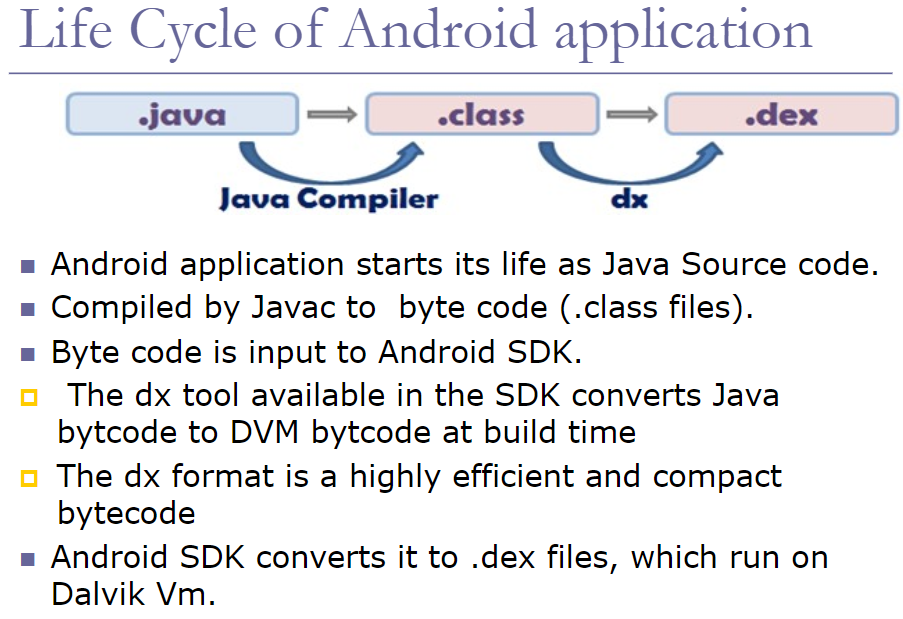 Life Cycle of Android application
.java .class .dex
Java Compiler dx
Android application starts its life as Java Source code.
Compiled by Javac to  byte code (.class files).
Byte code is input to Android SDK.
The dx tool available in the SDK converts Java
bytcode to DVM bytcode at build time
The dx format is a highly efficient and compact
bytecode
Android SDK converts it to .dex files, which run on
Dalvik Vm.